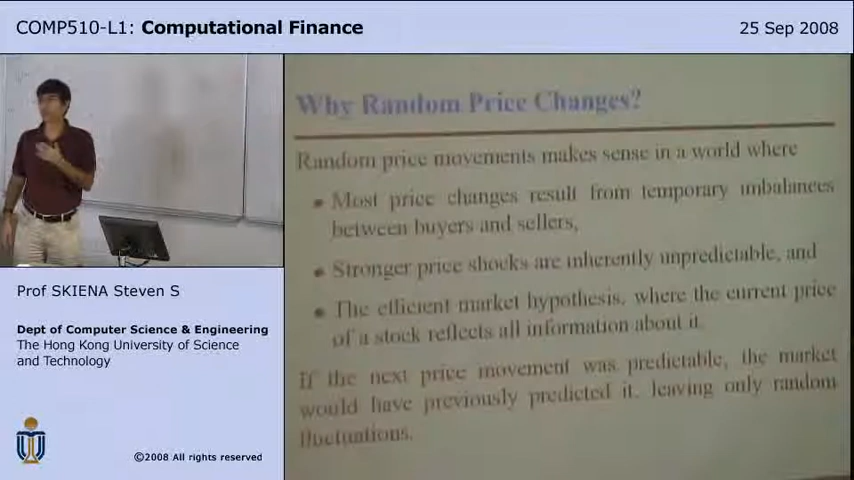 COMP510-L1: Computational Finance
25 Sep 2008
Why Random Price Changes?
Random price movements makes sense in a world where
• Most price changes result from temporary imbalances
between buyers and sellers,
• Stronger price shocks are inherently unpredictable, and
• The efficient market hypothesis, where the current price
of a stock reflects all information about it.
If the next price movement was predictable, the market
would have previously predicted it, leaving only random
fluctuations.
Prof SKIENA Steven S
Dept of Computer Science & Engineering
The Hong Kong University of Science
and Technology
©2008 All rights reserved